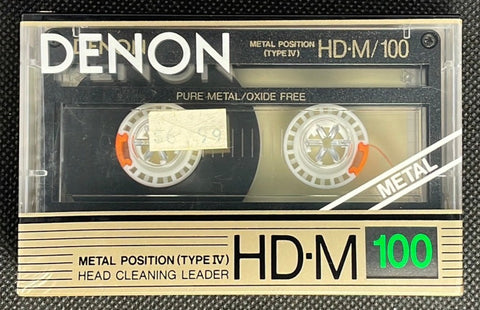 DENON
METAL POSITION
(TYPE IV)
HD·M/100
PURE·METAL/OXIDE FREE
METAL
METAL POSITION (TYPE IV)
HEAD CLEANING LEADER
HD·M
100